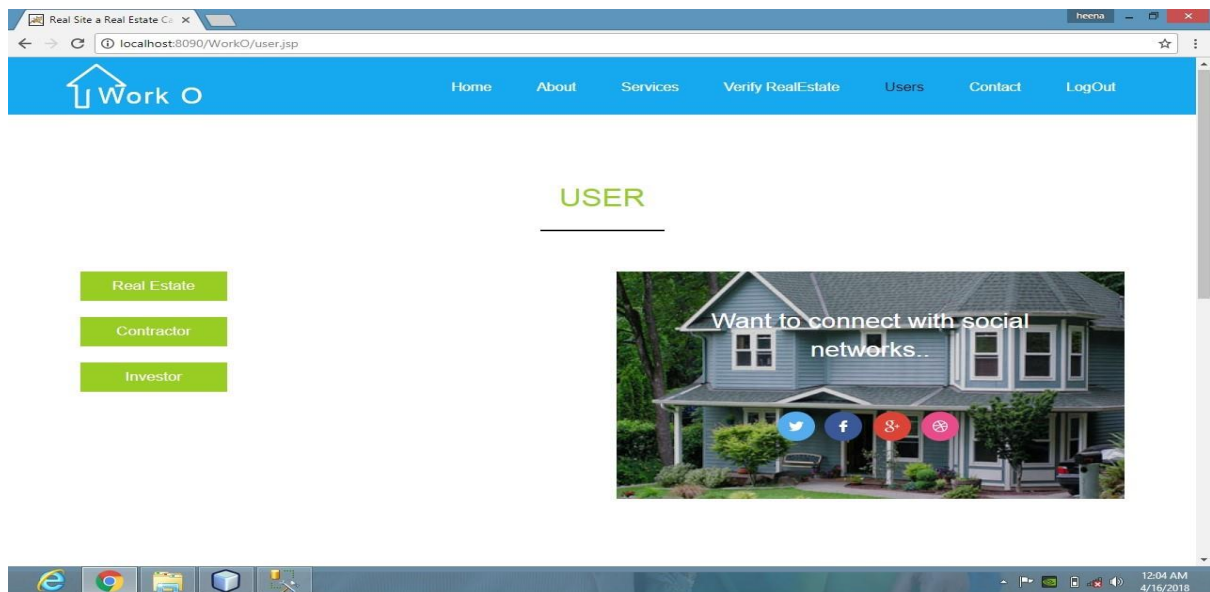 Real Site a Real Estate Ca
heena
localhost:8090/WorkO/user.jsp
Work O
Home About Services Verify RealEstate Users Contact LogOut
USER
Real Estate
Contractor
Investor
Want to connect with social
networks..
12:04 AM
4/16/2018